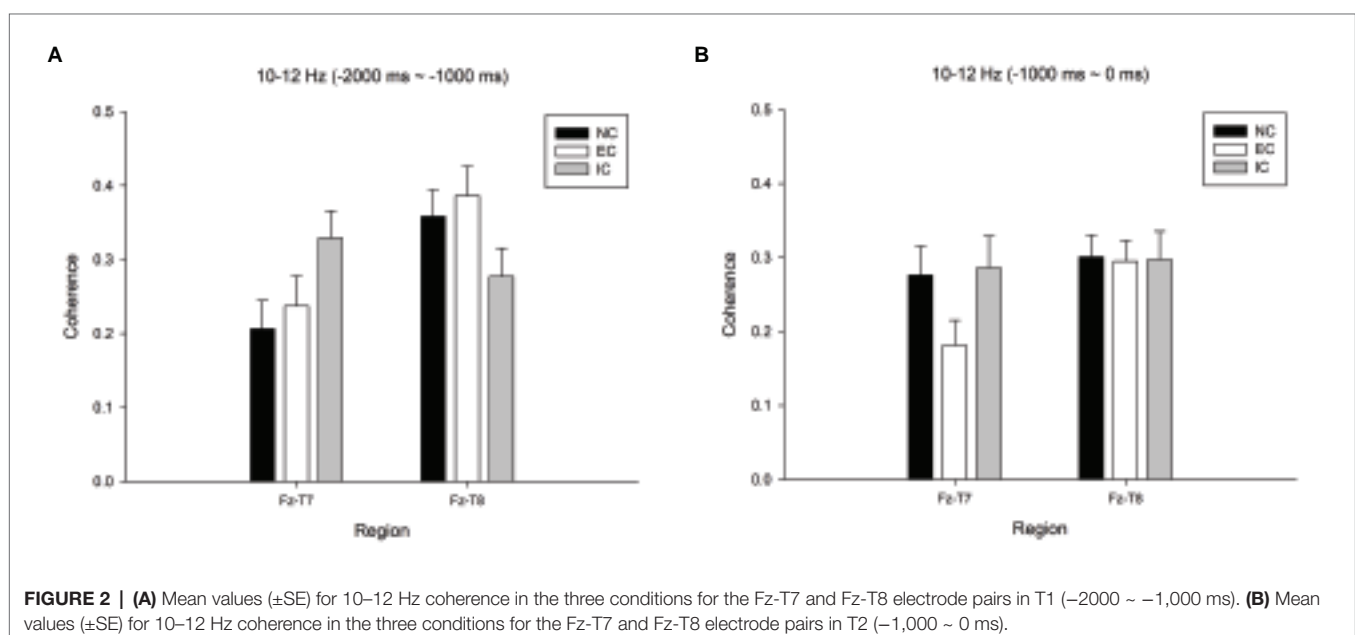 A
10-12 Hz (-2000 ms ~ -1000 ms)
0.5
0.4
0.3
0.2
0.1
0.0
Coherence
NC
EC
IC
Fz-T7
Fz-T8
Region
B
10-12 Hz (-1000 ms ~ 0 ms)
0.5
0.4
0.3
0.2
0.1
0.0
Coherence
NC
EC
IC
Fz-T7
Fz-T8
Region
FIGURE 2 | (A) Mean values (±SE) for 10–12 Hz coherence in the three conditions for the Fz-T7 and Fz-T8 electrode pairs in T1 (−2000 ~ −1,000 ms). (B) Mean
values (±SE) for 10–12 Hz coherence in the three conditions for the Fz-T7 and Fz-T8 electrode pairs in T2 (−1,000 ~ 0 ms).